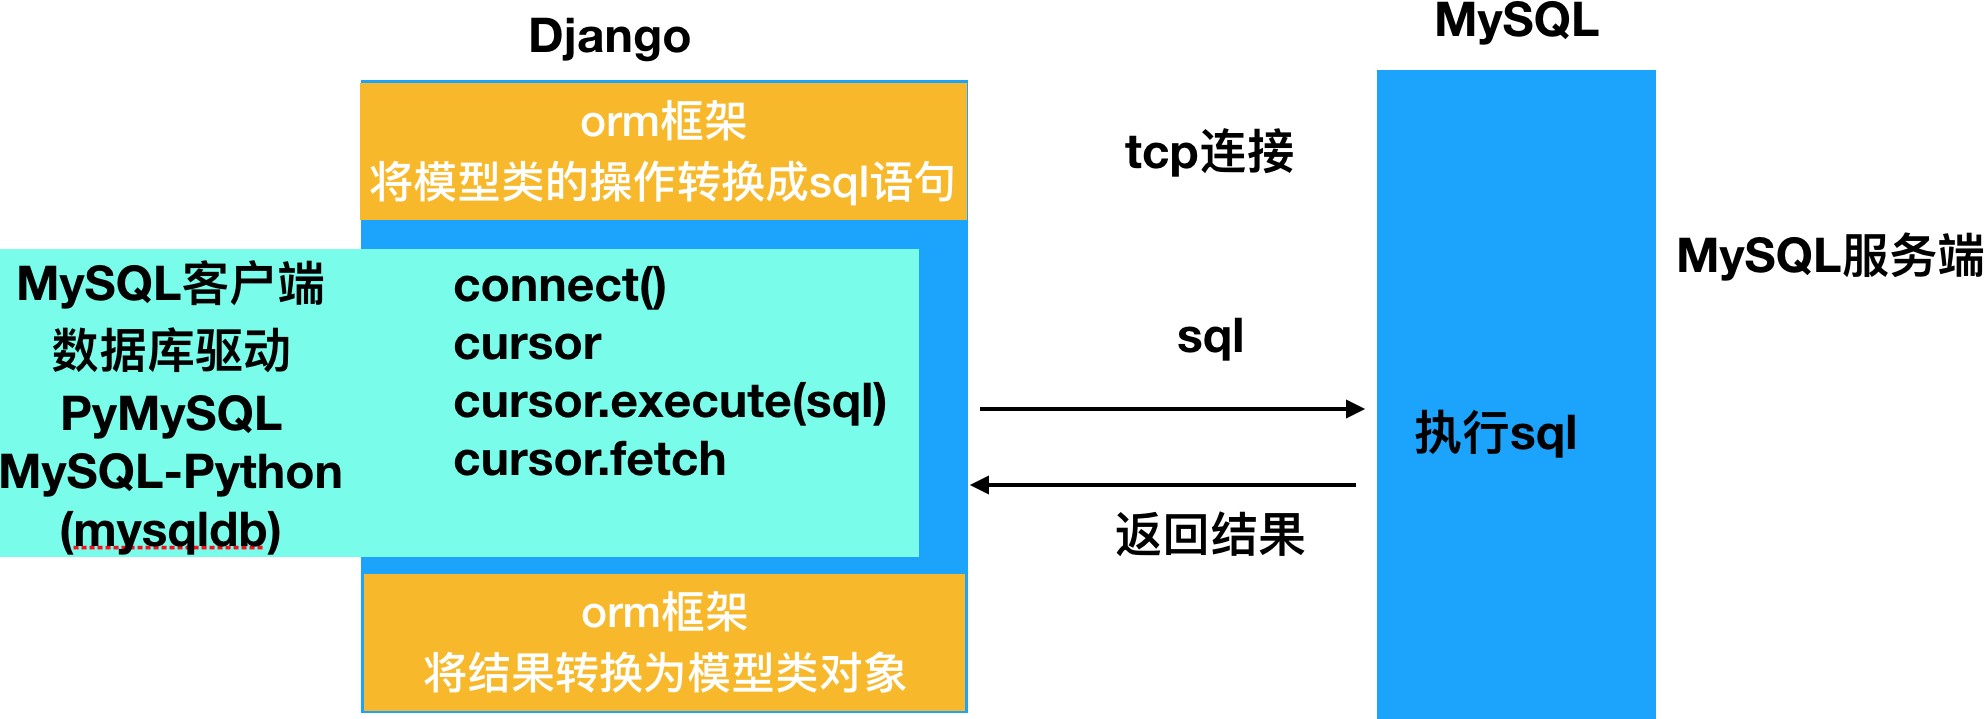 Django
orm框架
将模型类的操作转换成sql语句
MySQL客户端
数据库驱动
PyMySQL
MySQL-Python
(mysqldb)
connect()
cursor
cursor.execute(sql)
cursor.fetch
orm框架
将结果转换为模型类对象
tcp连接
sql
返回结果
MySQL
执行sql
MySQL服务端